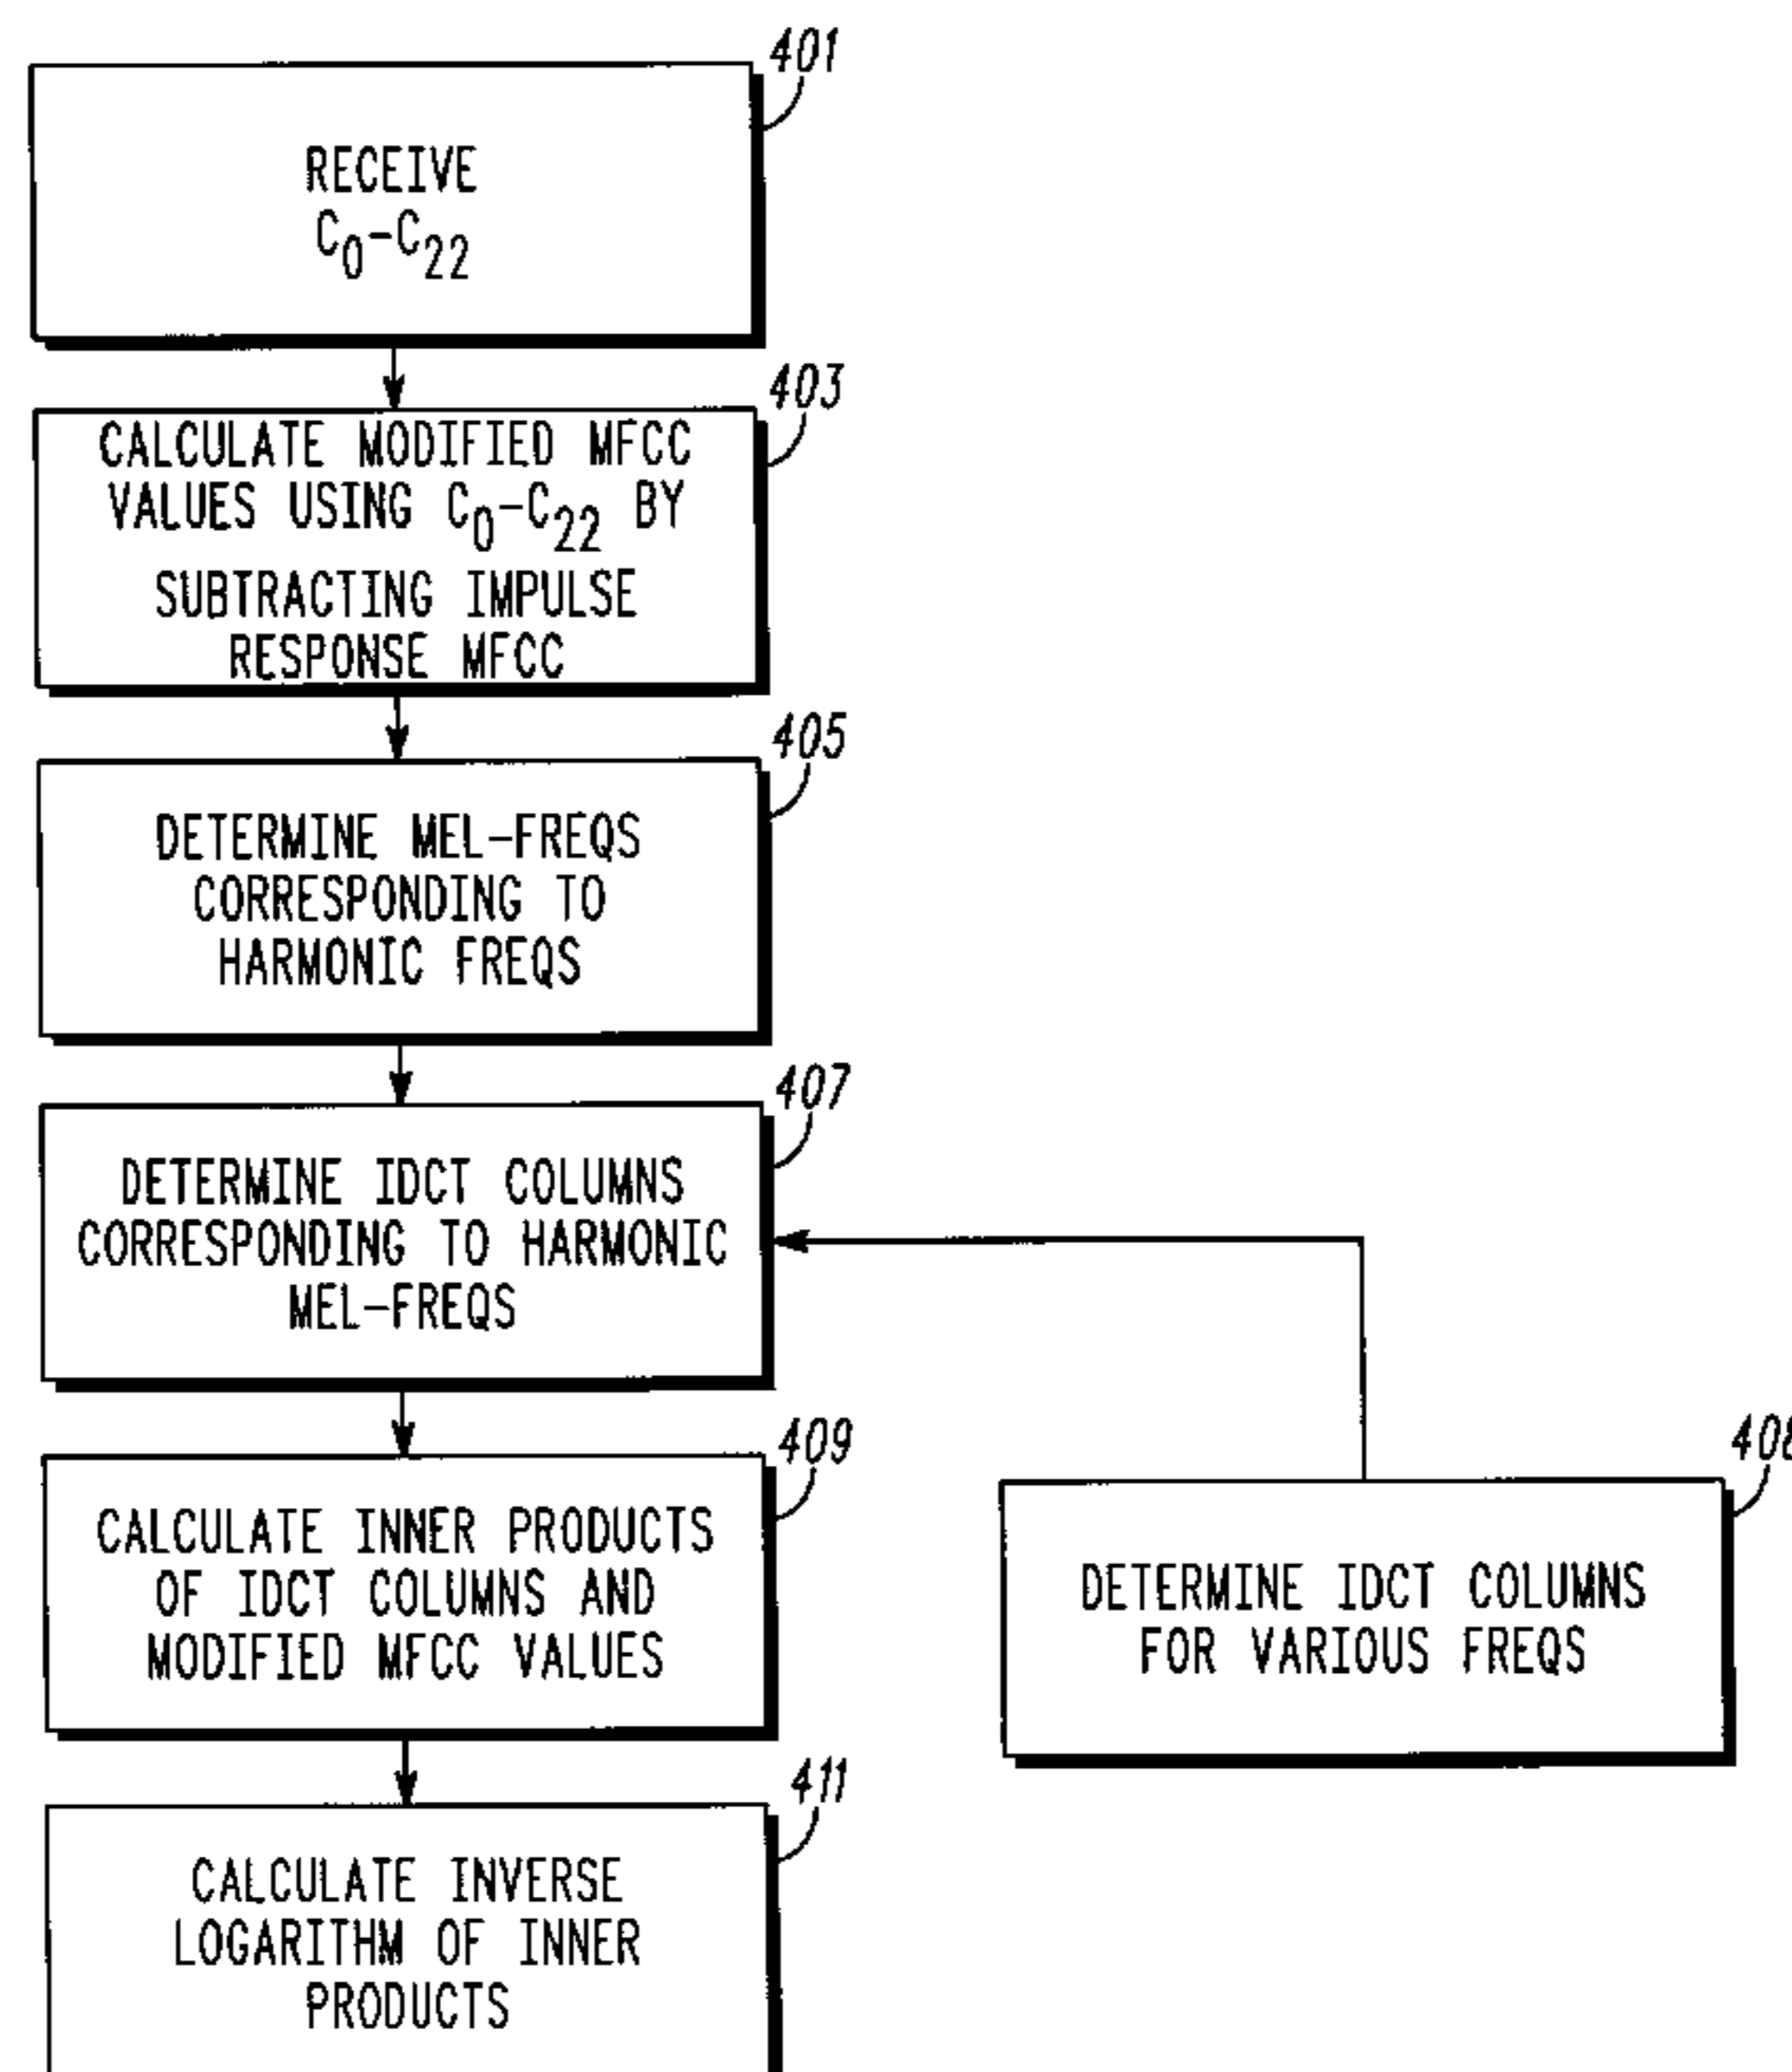 401
RECEIVE
C0-C22
403
CALCULATE MODIFIED MFCC
VALUES USING C0-C22 BY
SUBTRACTING IMPULSE
RESPONSE MFCC
405
DETERMINE MEL-FREQS
CORRESPONDING TO
HARMONIC FREQS
407
DETERMINE IDCT COLUMNS
CORRESPONDING TO HARMONIC
MEL-FREQS
409
CALCULATE INNER PRODUCTS
OF IDCT COLUMNS AND
MODIFIED MFCC VALUES
408
DETERMINE IDCT COLUMNS
FOR VARIOUS FREQS
411
CALCULATE INVERSE
LOGARITHM OF INNER
PRODUCTS